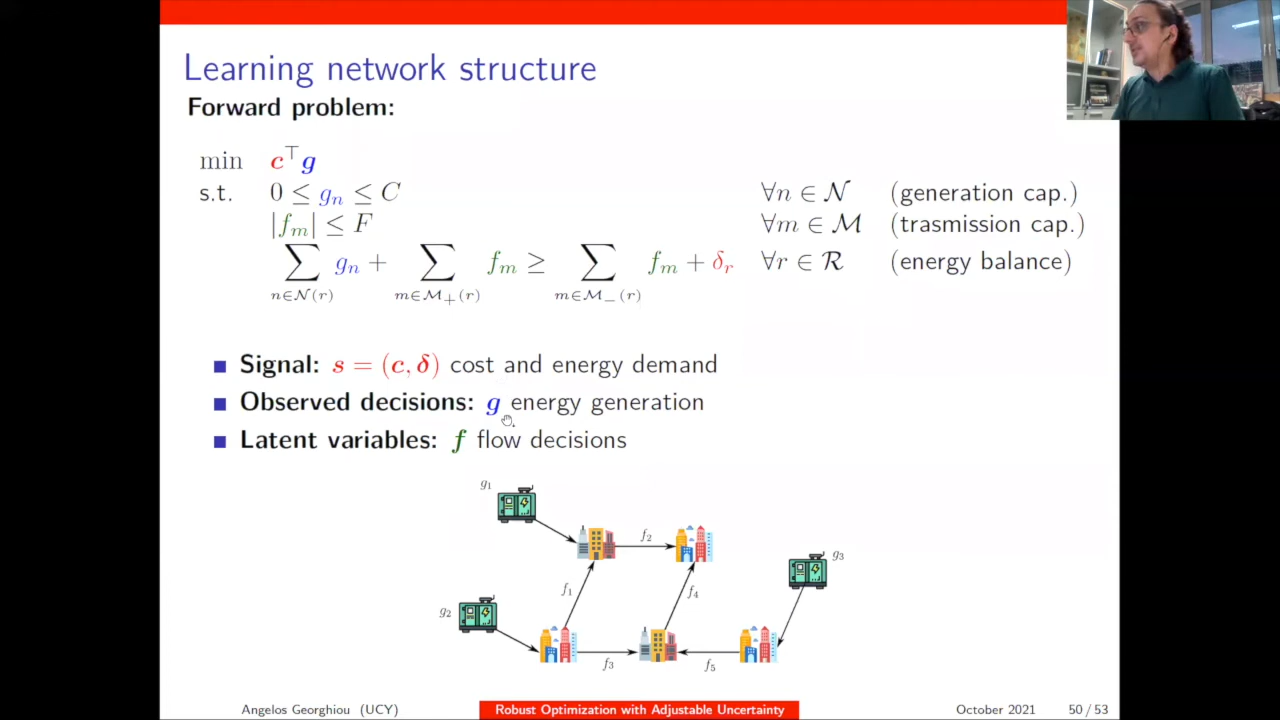 Learning network structure
Forward problem:
min c⊤g
s.t. 0 ≤ gₙ ≤ C ∀n ∈ 𝒩 (generation cap.)
|fₘ| ≤ F ∀m ∈ ℳ (trasmission cap.)
∑_{n∈𝒩(r)} gₙ + ∑_{m∈ℳ₊(r)} fₘ ≥ ∑_{m∈ℳ₋(r)} fₘ + δᵣ ∀r ∈ ℛ (energy balance)
Signal: s = (c, δ) cost and energy demand
Observed decisions: g energy generation
Latent variables: f flow decisions
g₁
f₂
g₃
f₁
f₄
g₂
f₃
f₅
Angelos Georghiou (UCY) Robust Optimization with Adjustable Uncertainty October 2021 50 / 53